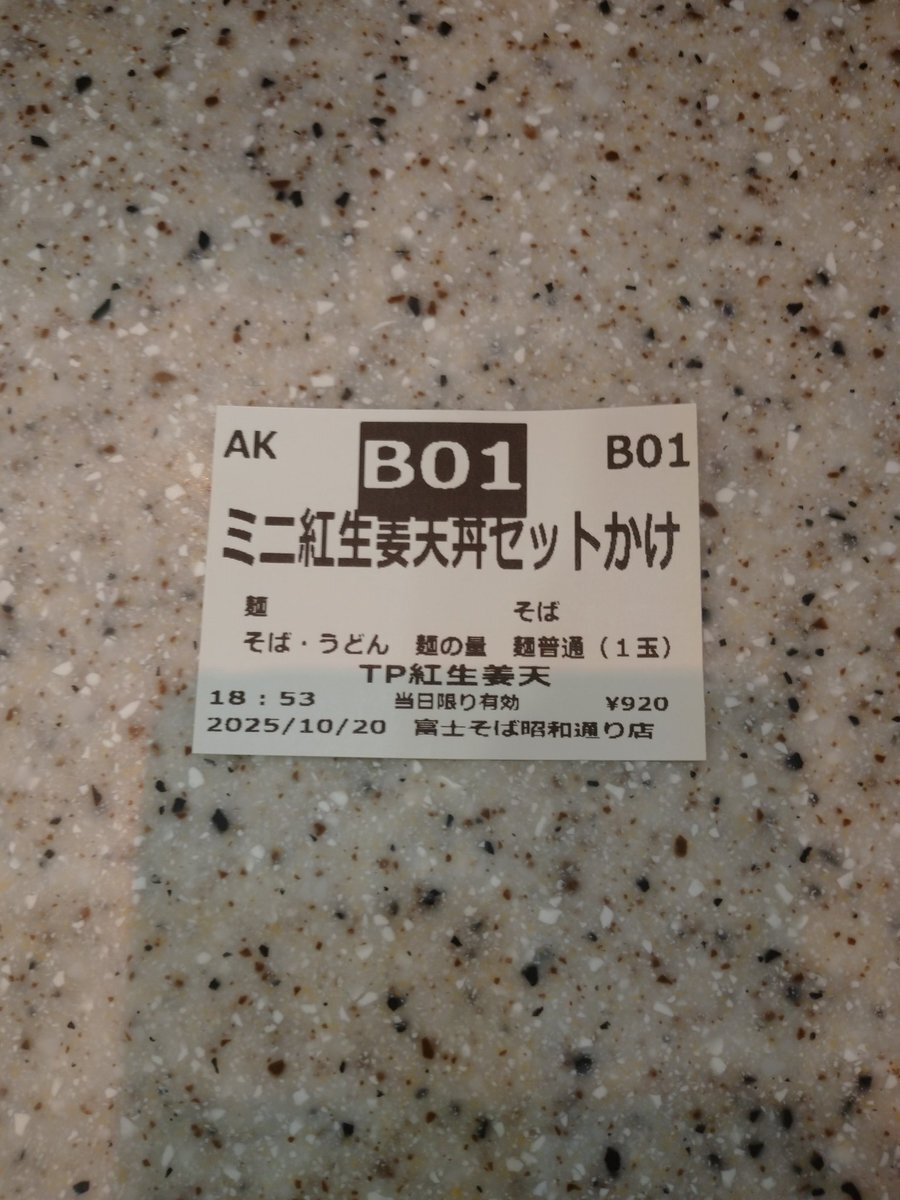 AK B01 B01
ミニ紅生姜天丼セットかけ
麺 そば
そば・うどん 麺の量 麺普通（1玉）
TP紅生姜天
18：53 当日限り有効 ¥920
2025/10/20 富士そば昭和通り店